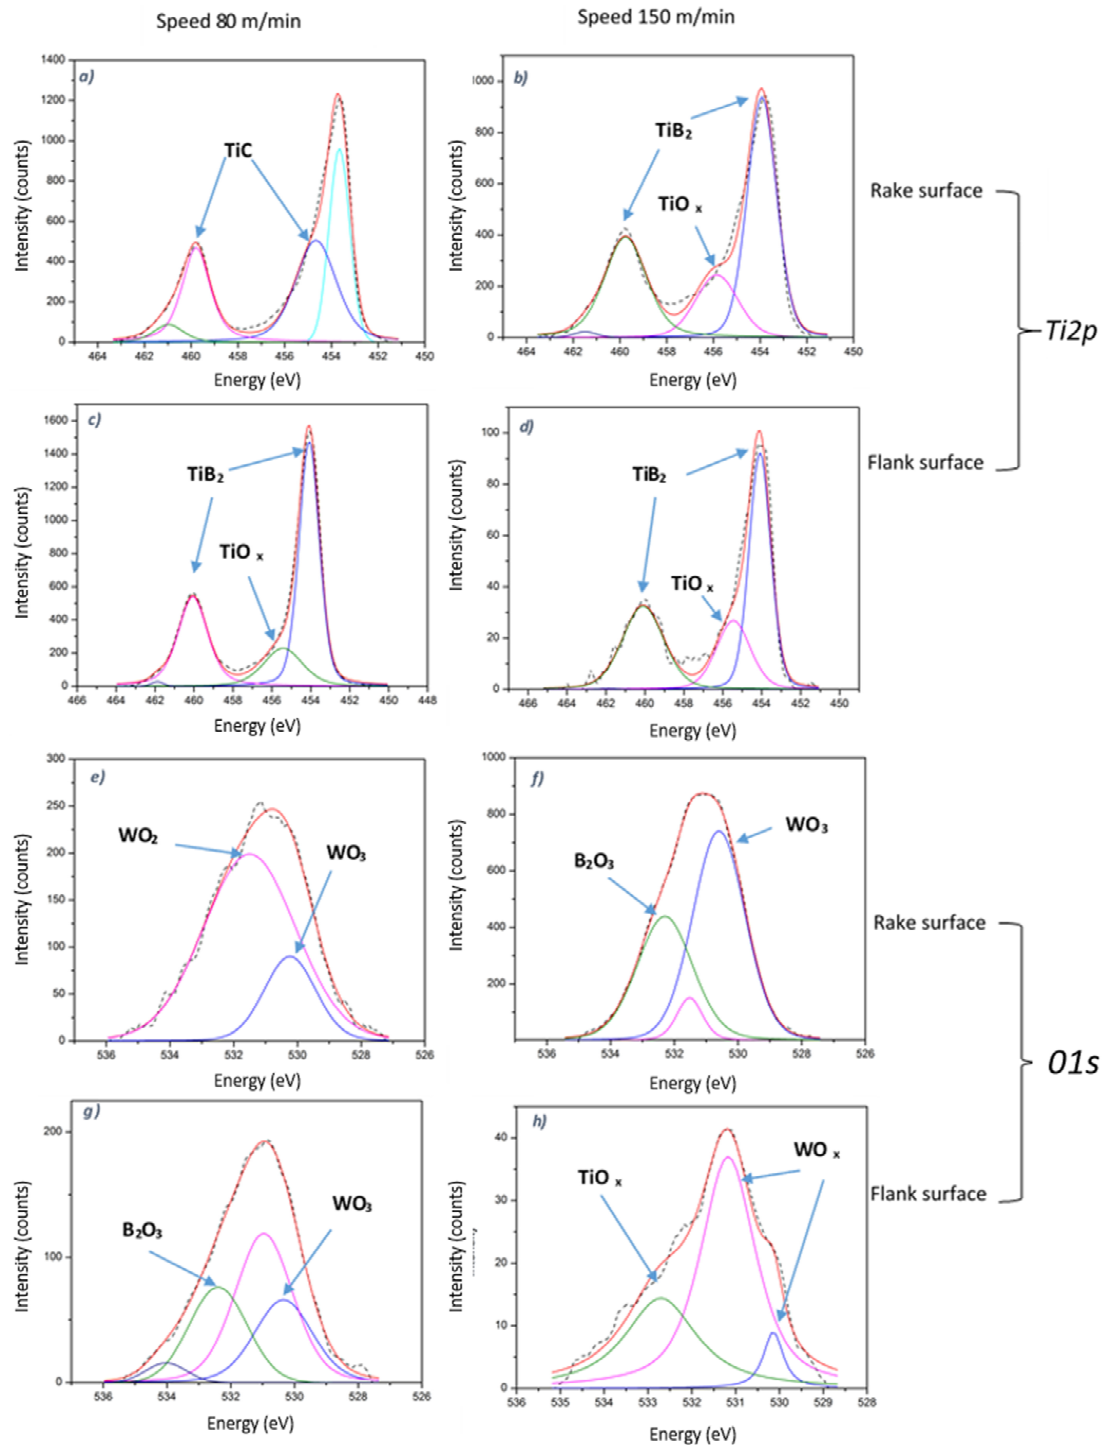 Speed 80 m/min
Speed 150 m/min
a)
1400
1200
1000
800
600
400
200
0
TiC
464 462 460 458 456 454 452 450
Energy (eV)
Intensity (counts)
b)
1000
800
600
400
200
0
TiB2
TiO x
464 462 460 458 456 454 452 450
Energy (eV)
Intensity (counts)
Rake surface
Ti2p
c)
1600
1400
1200
1000
800
600
400
200
0
TiB2
TiO x
466 464 462 460 458 456 454 452 450 448
Energy (eV)
Intensity (counts)
d)
100
80
60
40
20
0
TiB2
TiO x
466 464 462 460 458 456 454 452 450
Energy (eV)
Intensity (counts)
Flank surface
e)
300
250
200
150
100
50
0
WO2
WO3
536 534 532 530 528 526
Energy (eV)
Intensity (counts)
f)
1000
800
600
400
200
WO3
B2O3
536 534 532 530 528 526
Energy (eV)
Intensity (counts)
Rake surface
01s
g)
200
100
0
B2O3
WO3
536 534 532 530 528 526
Energy (eV)
Intensity (counts)
h)
40
30
20
10
5
0
TiO x
WO x
536 535 534 533 532 531 530 529 528
Energy (eV)
Intensity (counts)
Flank surface